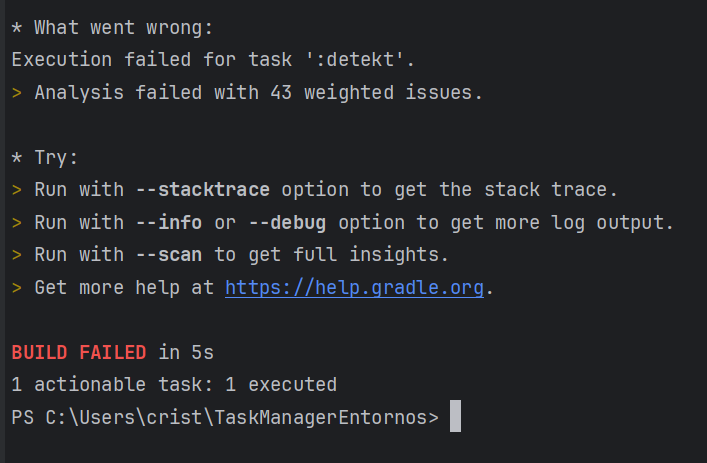 * What went wrong:
Execution failed for task ':detekt'.
> Analysis failed with 43 weighted issues.
* Try:
> Run with --stacktrace option to get the stack trace.
> Run with --info or --debug option to get more log output.
> Run with --scan to get full insights.
> Get more help at https://help.gradle.org.
BUILD FAILED in 5s
1 actionable task: 1 executed
PS C:\Users\crist\TaskManagerEntornos>